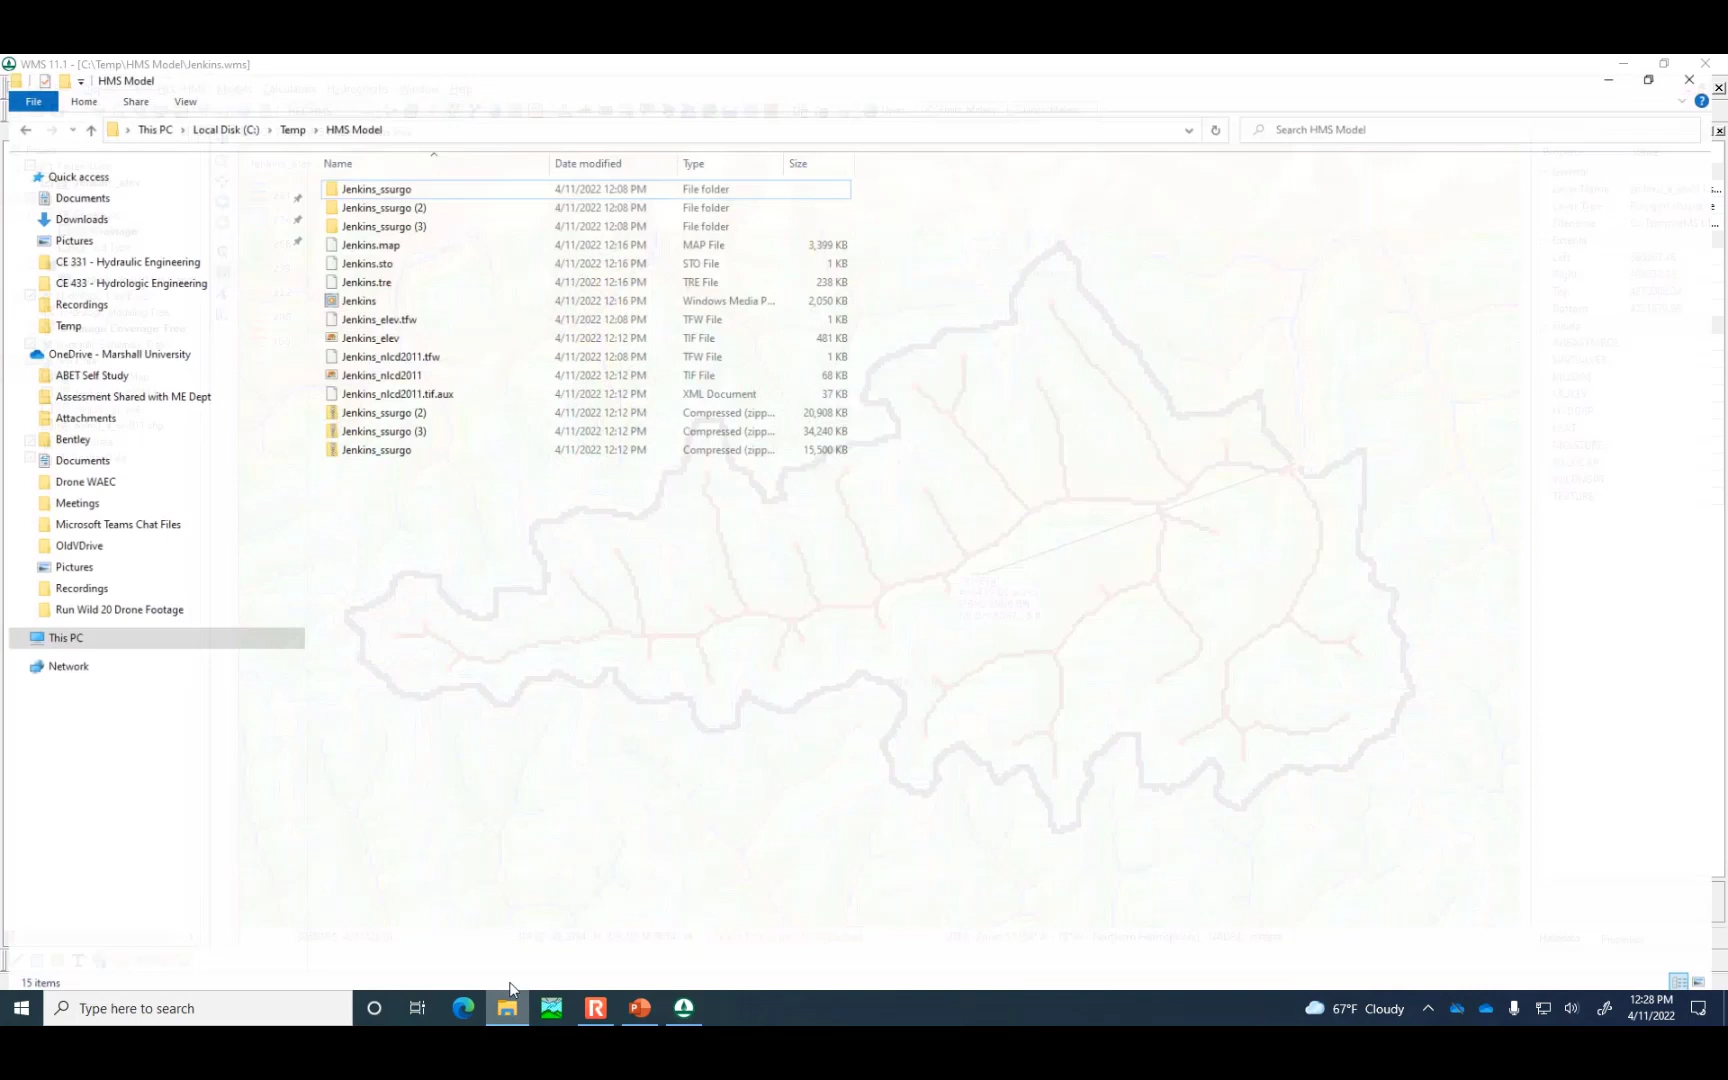 WMS 11.1 - [C:\Temp\HMS Model\Jenkins.wms]
HMS Model
File Home Share View
This PC Local Disk (C:) Temp HMS Model Search HMS Model
Name Date modified Type Size
Quick access
Documents
Downloads
Pictures
CE 331 - Hydraulic Engineering
CE 433 - Hydrologic Engineering
Recordings
Temp
OneDrive - Marshall University
ABET Self Study
Assessment Shared with ME Dept
Attachments
Bentley
Documents
Drone WAEC
Meetings
Microsoft Teams Chat Files
OldVDrive
Pictures
Recordings
Run Wild 20 Drone Footage
This PC
Network
Jenkins_ssurgo 4/11/2022 12:08 PM File folder
Jenkins_ssurgo (2) 4/11/2022 12:08 PM File folder
Jenkins_ssurgo (3) 4/11/2022 12:08 PM File folder
Jenkins.map 4/11/2022 12:16 PM MAP File 3,399 KB
Jenkins.sto 4/11/2022 12:16 PM STO File 1 KB
Jenkins.tre 4/11/2022 12:16 PM TRE File 238 KB
Jenkins 4/11/2022 12:16 PM Windows Media P... 2,050 KB
Jenkins_elev.tfw 4/11/2022 12:08 PM TFW File 1 KB
Jenkins_elev 4/11/2022 12:12 PM TIF File 481 KB
Jenkins_nlcd2011.tfw 4/11/2022 12:08 PM TFW File 1 KB
Jenkins_nlcd2011 4/11/2022 12:12 PM TIF File 68 KB
Jenkins_nlcd2011.tif.aux 4/11/2022 12:12 PM XML Document 37 KB
Jenkins_ssurgo (2) 4/11/2022 12:12 PM Compressed (zipp... 20,908 KB
Jenkins_ssurgo (3) 4/11/2022 12:12 PM Compressed (zipp... 34,240 KB
Jenkins_ssurgo 4/11/2022 12:12 PM Compressed (zipp... 15,500 KB
15 items
Type here to search
67°F Cloudy
12:28 PM
4/11/2022